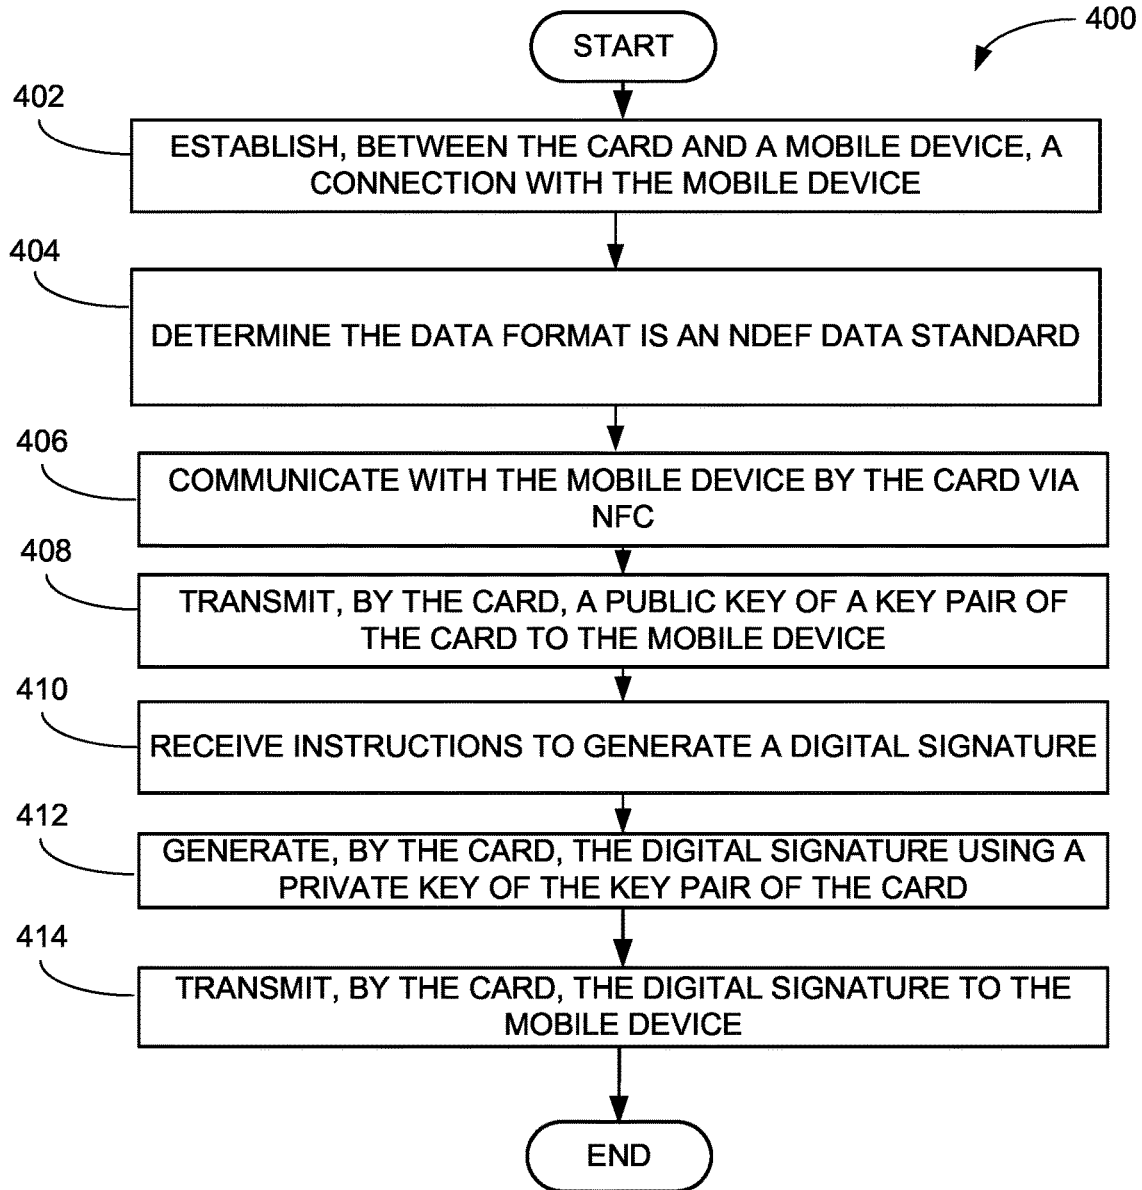 START
400
402
ESTABLISH, BETWEEN THE CARD AND A MOBILE DEVICE, A
CONNECTION WITH THE MOBILE DEVICE
404
DETERMINE THE DATA FORMAT IS AN NDEF DATA STANDARD
406
COMMUNICATE WITH THE MOBILE DEVICE BY THE CARD VIA
NFC
408
TRANSMIT, BY THE CARD, A PUBLIC KEY OF A KEY PAIR OF
THE CARD TO THE MOBILE DEVICE
410
RECEIVE INSTRUCTIONS TO GENERATE A DIGITAL SIGNATURE
412
GENERATE, BY THE CARD, THE DIGITAL SIGNATURE USING A
PRIVATE KEY OF THE KEY PAIR OF THE CARD
414
TRANSMIT, BY THE CARD, THE DIGITAL SIGNATURE TO THE
MOBILE DEVICE
END